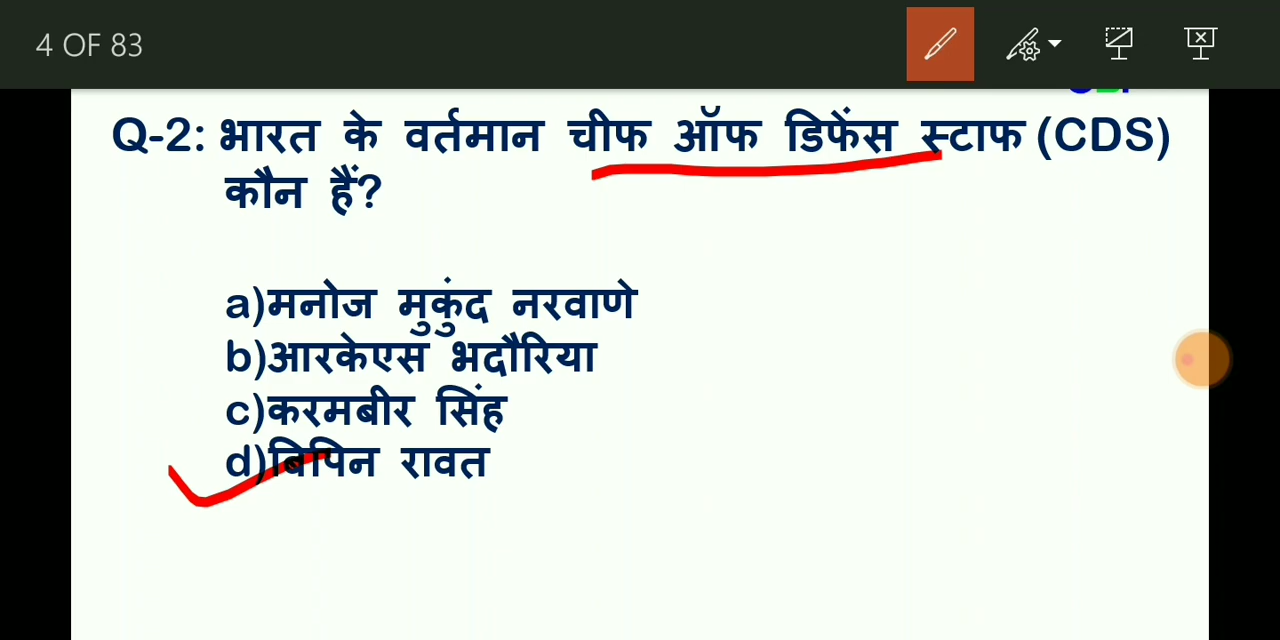 4 OF 83
Q-2: भारत के वर्तमान चीफ ऑफ डिफेंस स्टाफ (CDS)
कौन हैं?
a)मनोज मुकुंद नरवाणे
b)आरकेएस भदौरिया
c)करमबीर सिंह
d)बिपिन रावत